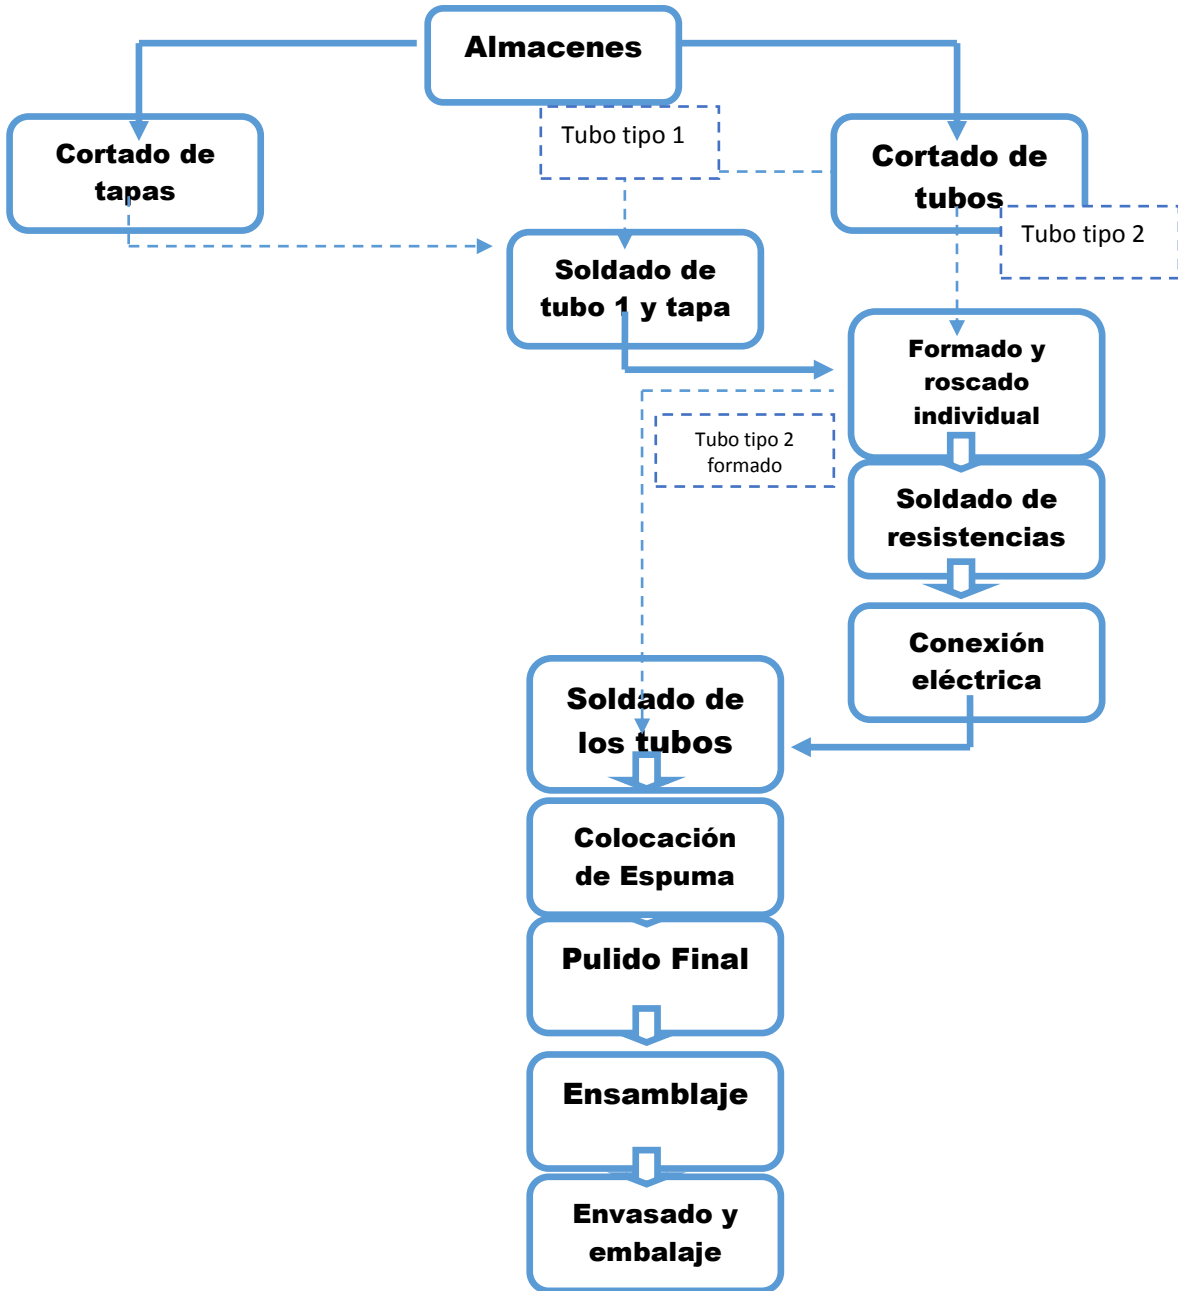 Almacenes
Tubo tipo 1
Cortado de
tapas
Cortado de
tubos
Tubo tipo 2
Soldado de
tubo 1 y tapa
Formado y
roscado
individual
Tubo tipo 2
formado
Soldado de
resistencias
Conexión
eléctrica
Soldado de
los tubos
Colocación
de Espuma
Pulido Final
Ensamblaje
Envasado y
embalaje